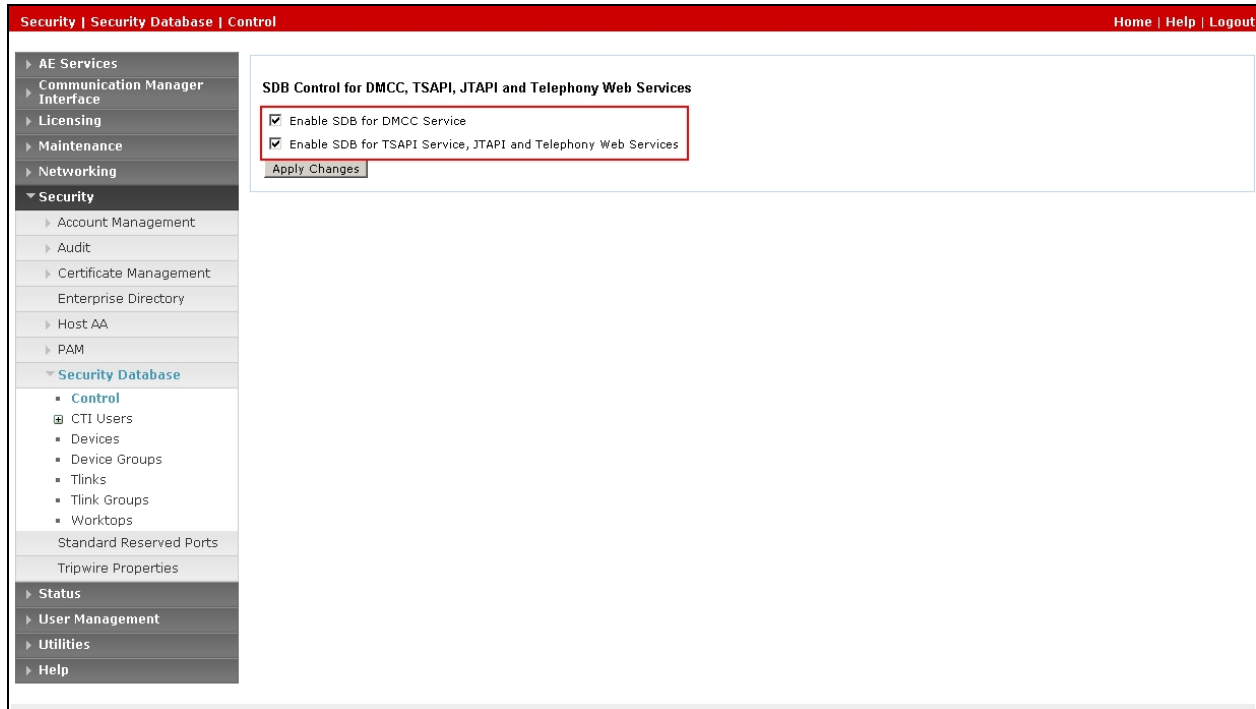 Security | Security Database | Control
Home | Help | Logout
AE Services
Communication Manager
Interface
Licensing
Maintenance
Networking
Security
Account Management
Audit
Certificate Management
Enterprise Directory
Host AA
PAM
Security Database
Control
CTI Users
Devices
Device Groups
Tlinks
Tlink Groups
Worktops
Standard Reserved Ports
Tripwire Properties
Status
User Management
Utilities
Help
SDB Control for DMCC, TSAPI, JTAPI and Telephony Web Services
Enable SDB for DMCC Service
Enable SDB for TSAPI Service, JTAPI and Telephony Web Services
Apply Changes